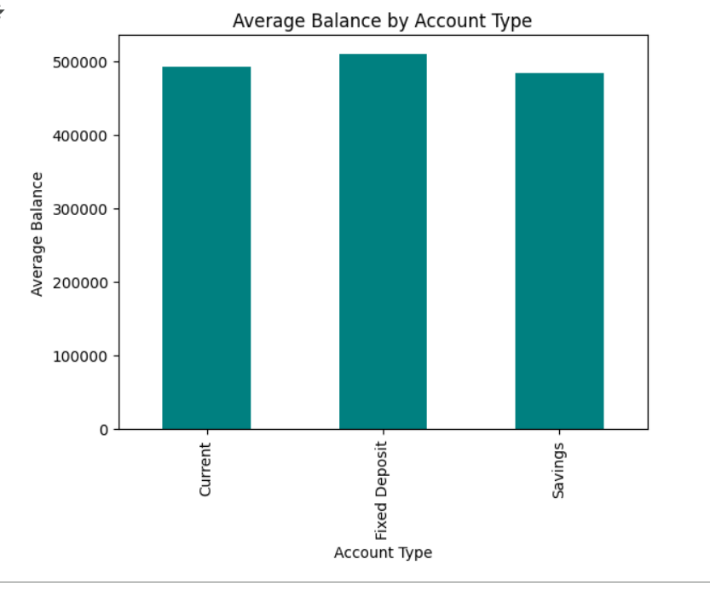 Average Balance by Account Type
Average Balance
500000
400000
300000
200000
100000
0
Current
Fixed Deposit
Savings
Account Type